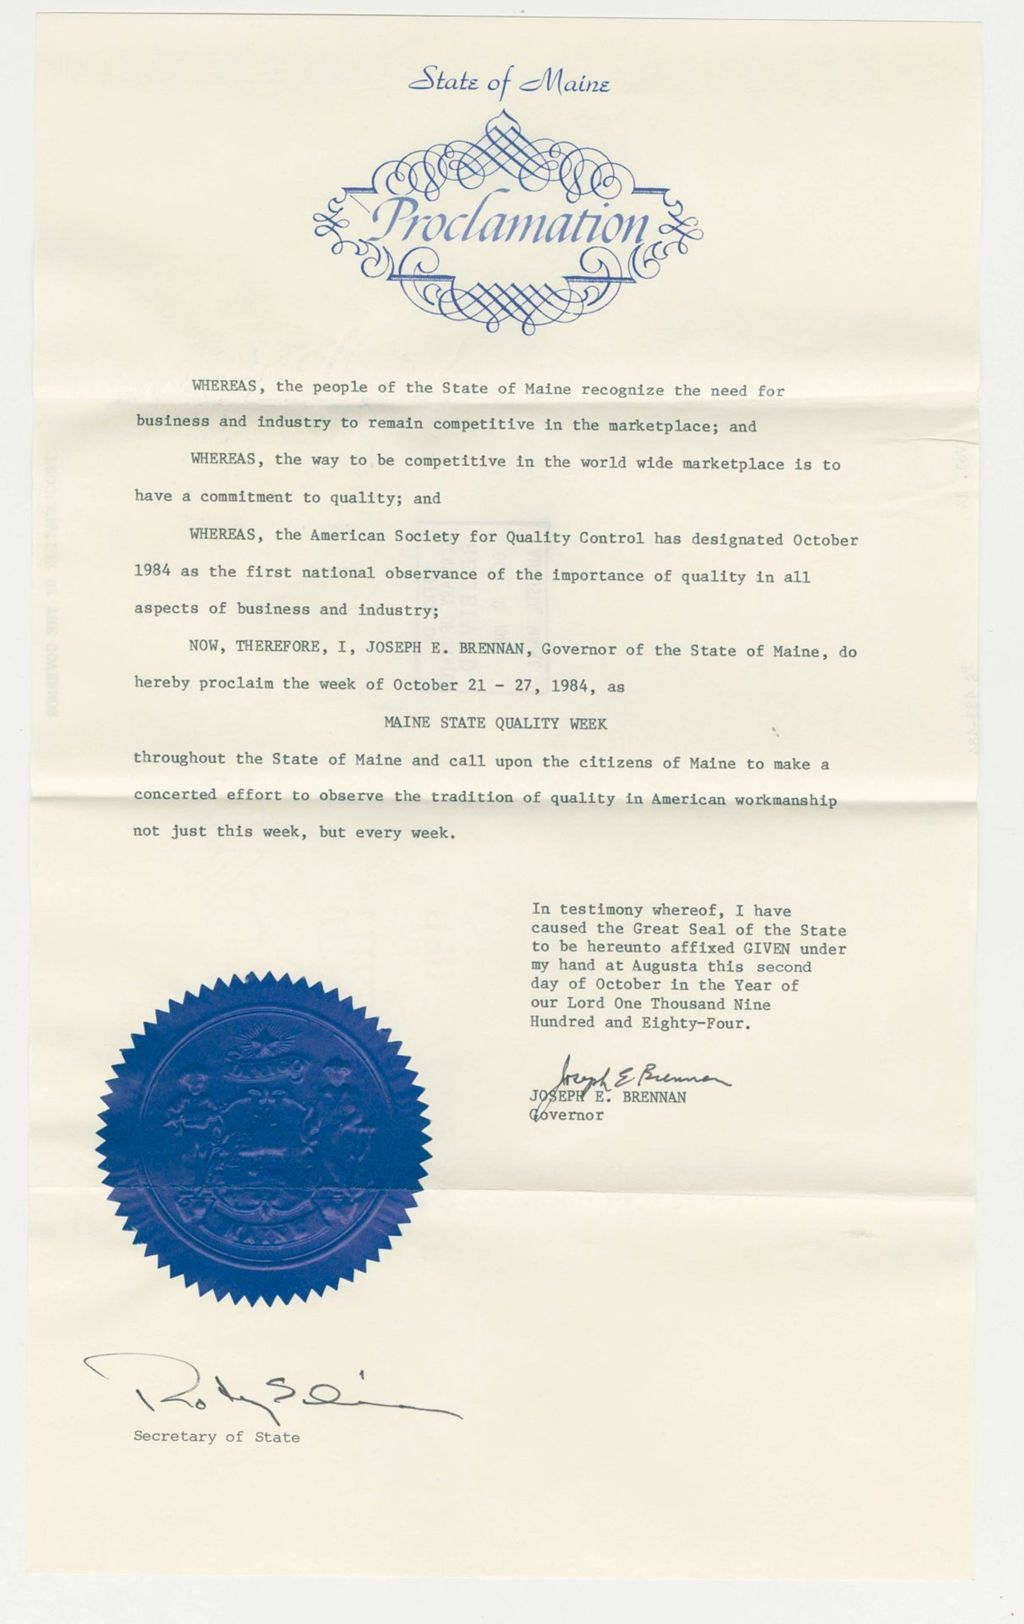 State of Maine
Proclamation
WHEREAS, the people of the State of Maine recognize the need for
business and industry to remain competitive in the marketplace; and
WHEREAS, the way to be competitive in the world wide marketplace is to
have a commitment to quality; and
WHEREAS, the American Society for Quality Control has designated October
1984 as the first national observance of the importance of quality in all
aspects of business and industry;
NOW, THEREFORE, I, JOSEPH E. BRENNAN, Governor of the State of Maine, do
hereby proclaim the week of October 21 - 27, 1984, as
MAINE STATE QUALITY WEEK
throughout the State of Maine and call upon the citizens of Maine to make a
concerted effort to observe the tradition of quality in American workmanship
not just this week, but every week.
In testimony whereof, I have
caused the Great Seal of the State
to be hereunto affixed GIVEN under
my hand at Augusta this second
day of October in the Year of
our Lord One Thousand Nine
Hundred and Eighty-Four.
Joseph E Brennan
JOSEPH E. BRENNAN
Governor
Secretary of State